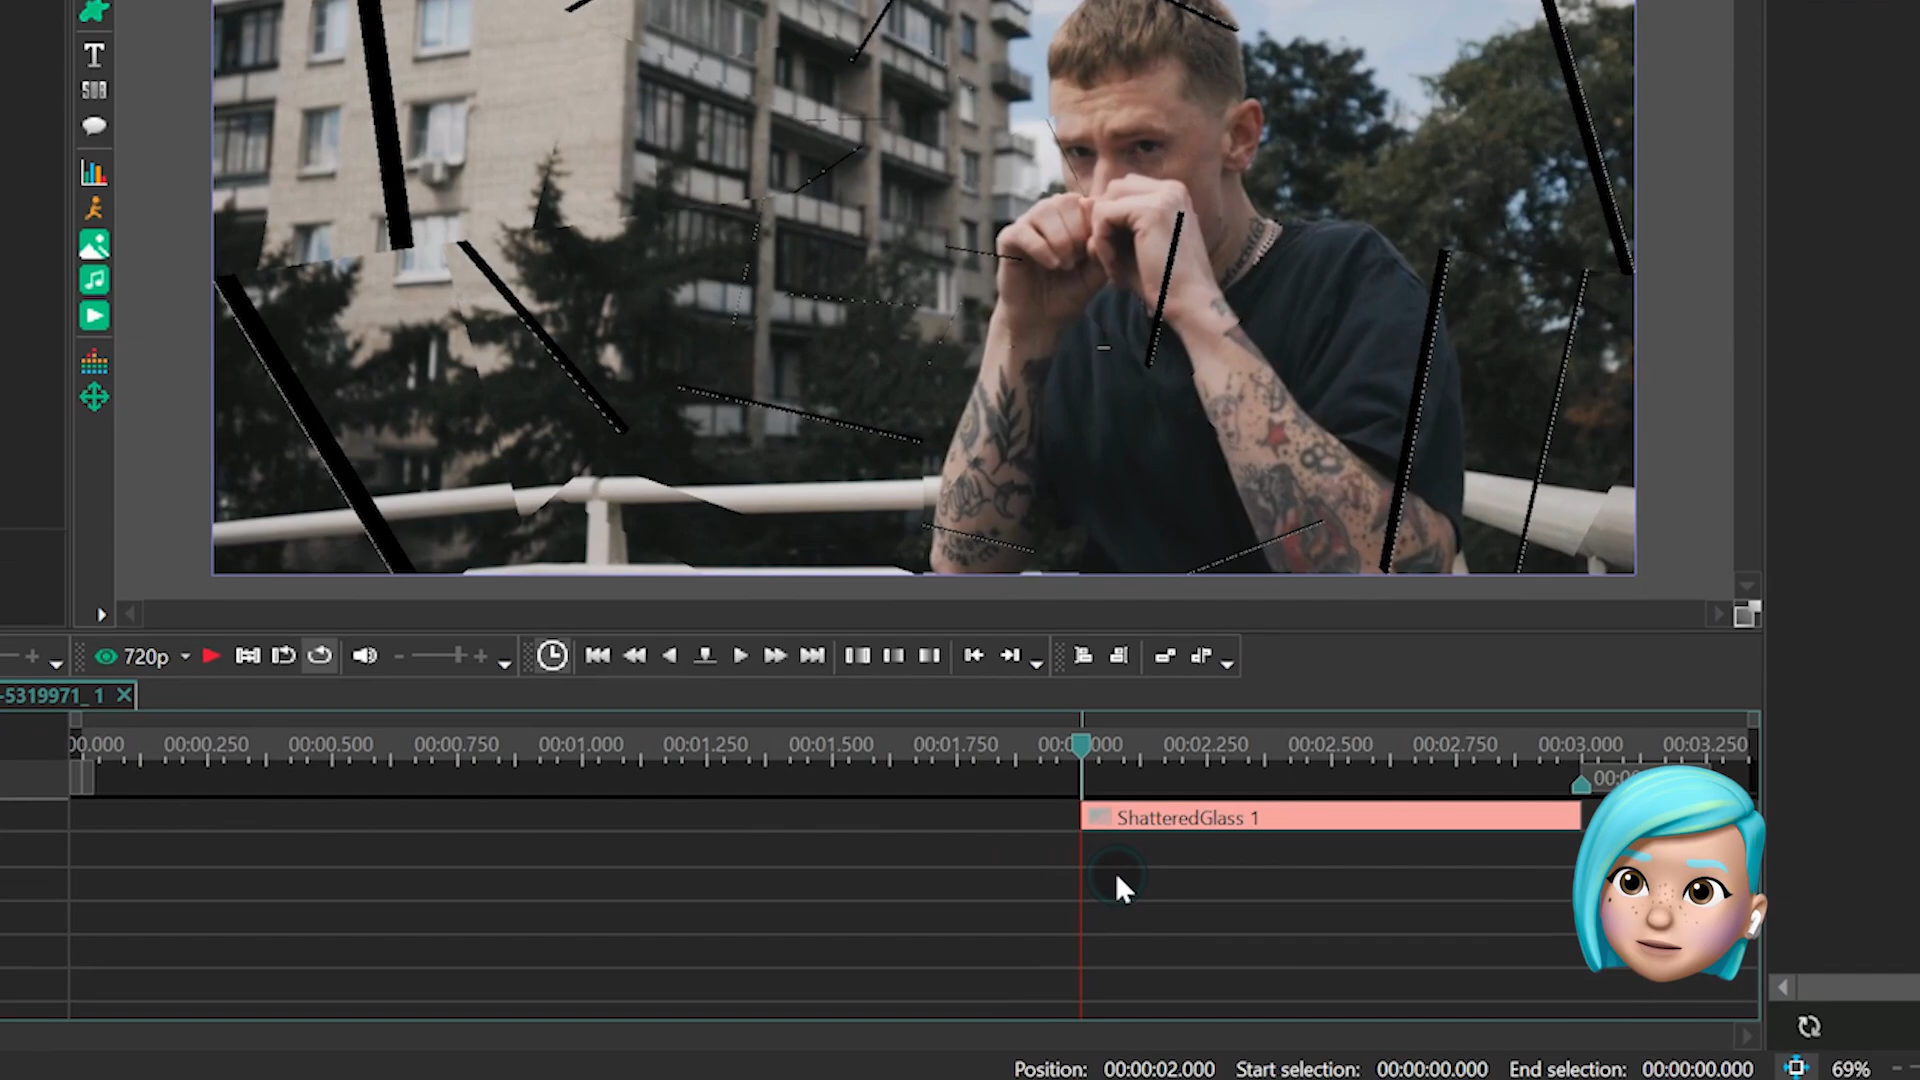 T
SUB
720p
-5319971_ 1
00.000 00:00.250 00:00.500 00:00.750 00:01.000 00:01.250 00:01.500 00:01.750 00:02.250 00:02.500 00:02.750 00:03.000 00:03.250
ShatteredGlass 1
Position: 00:00:02.000 Start selection: 00:00:00.000 End selection: 00:00:00.000 69%